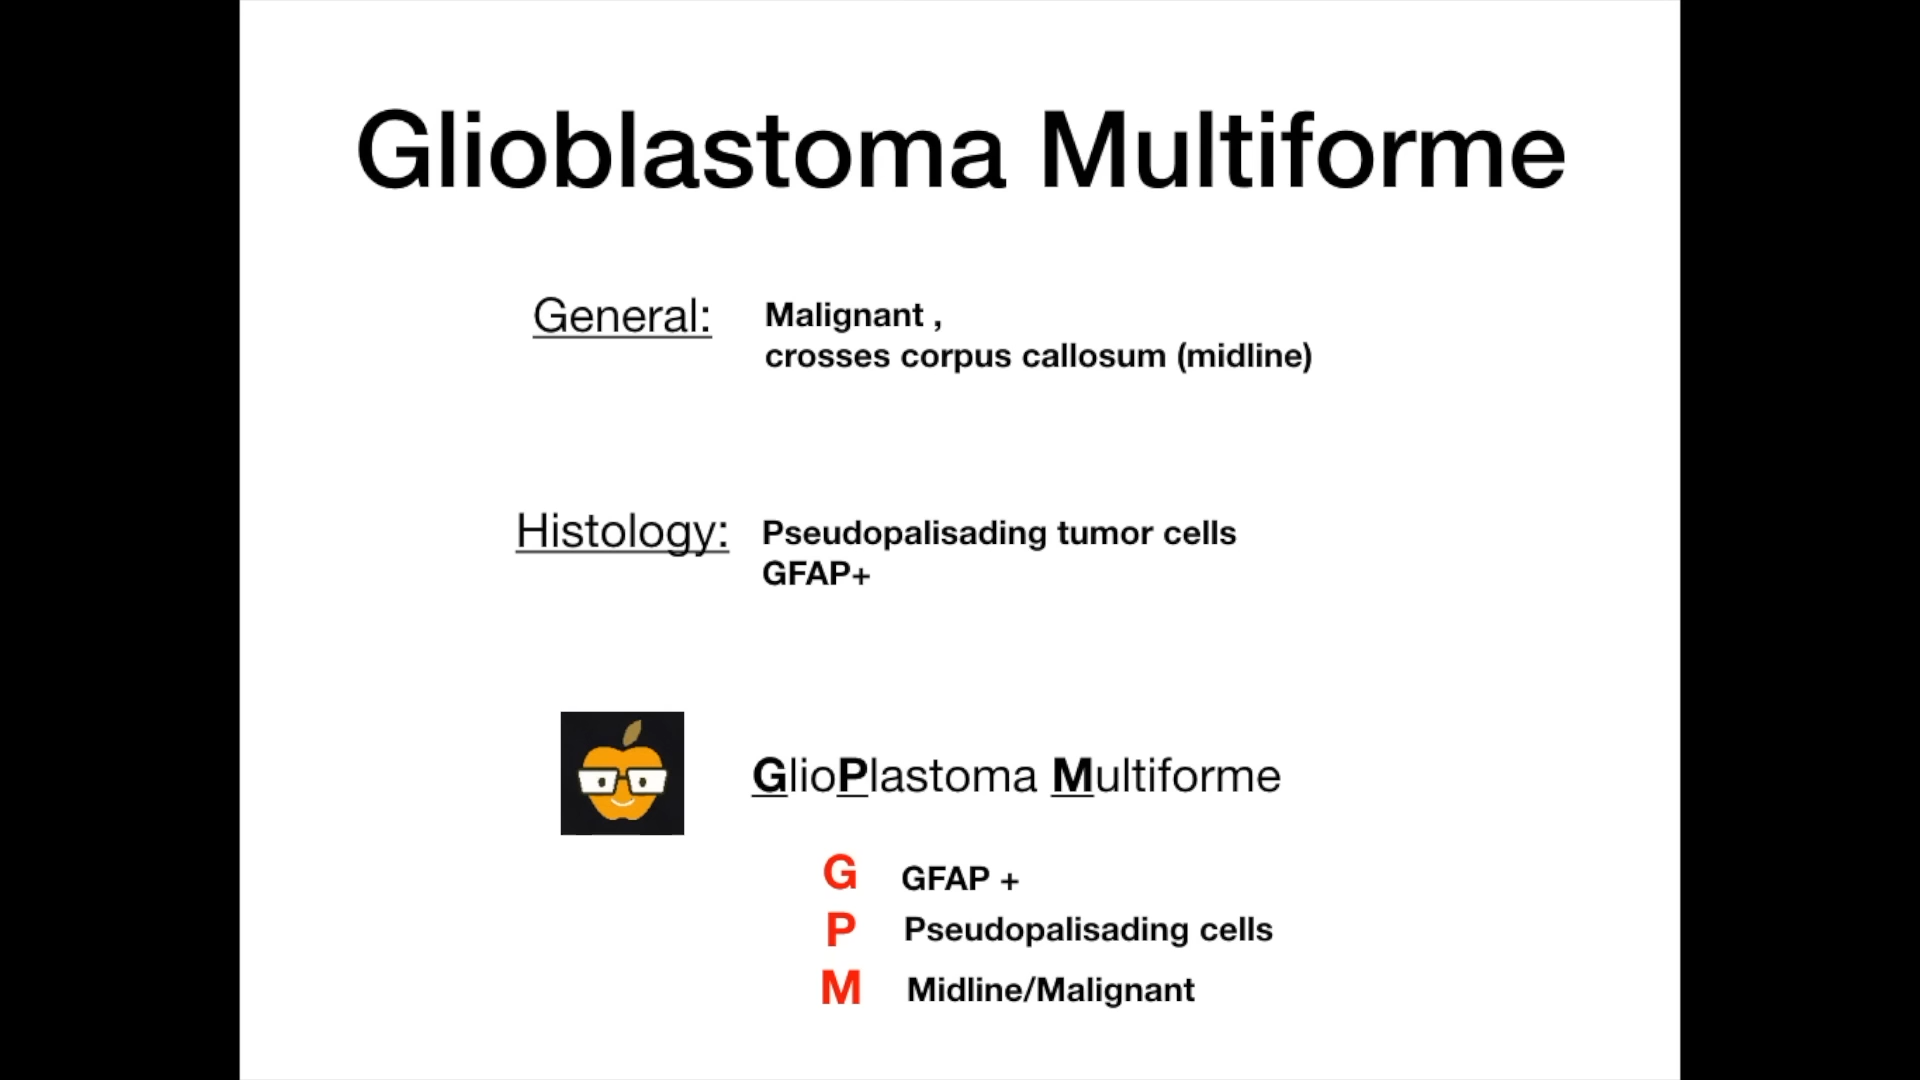 Glioblastoma Multiforme
General:
Malignant ,
crosses corpus callosum (midline)
Histology:
Pseudopalisading tumor cells
GFAP+
GlioPlastoma Multiforme
G GFAP +
P Pseudopalisading cells
M Midline/Malignant